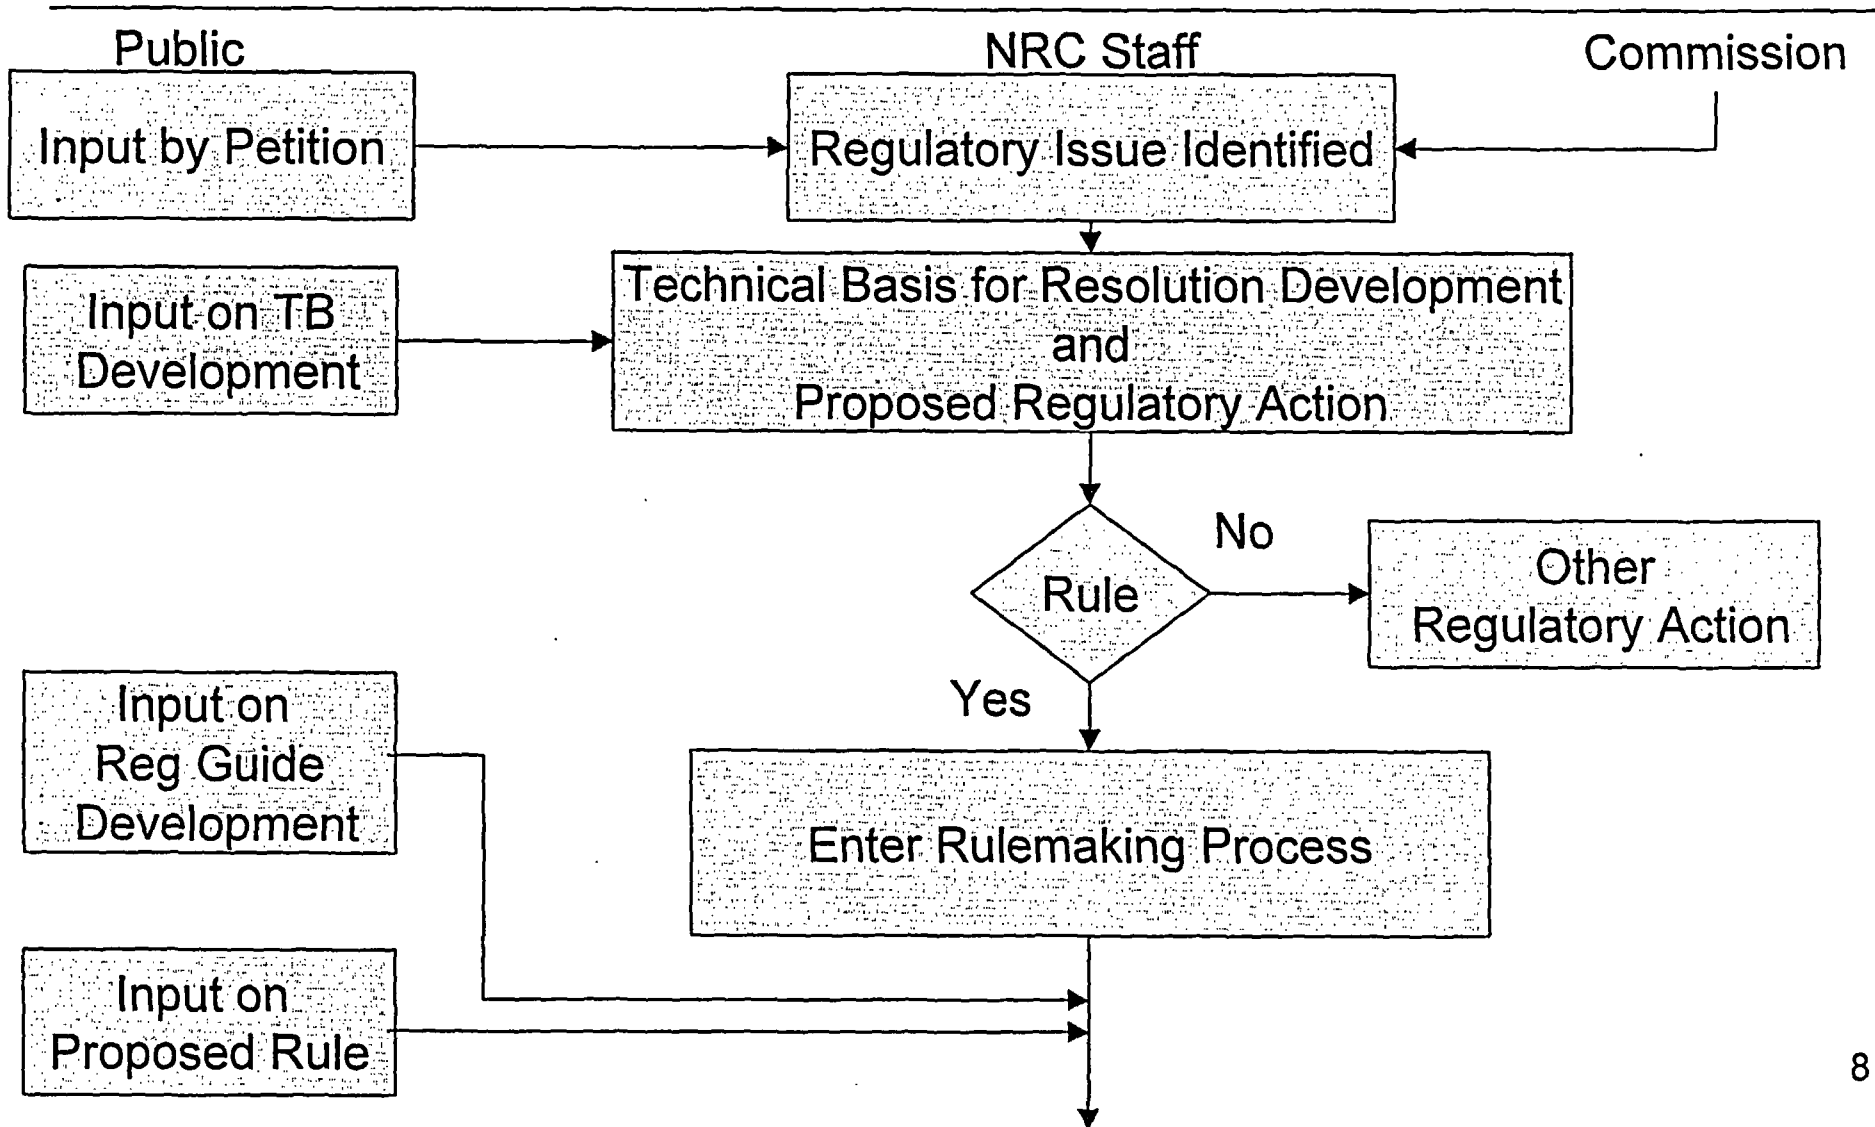 Public
NRC Staff
Commission
Input by Petition
Regulatory Issue Identified
Input on TB
Development
Technical Basis for Resolution Development
and
Proposed Regulatory Action
Rule
No
Other
Regulatory Action
Yes
Input on
Reg Guide
Development
Enter Rulemaking Process
Input on
Proposed Rule
8